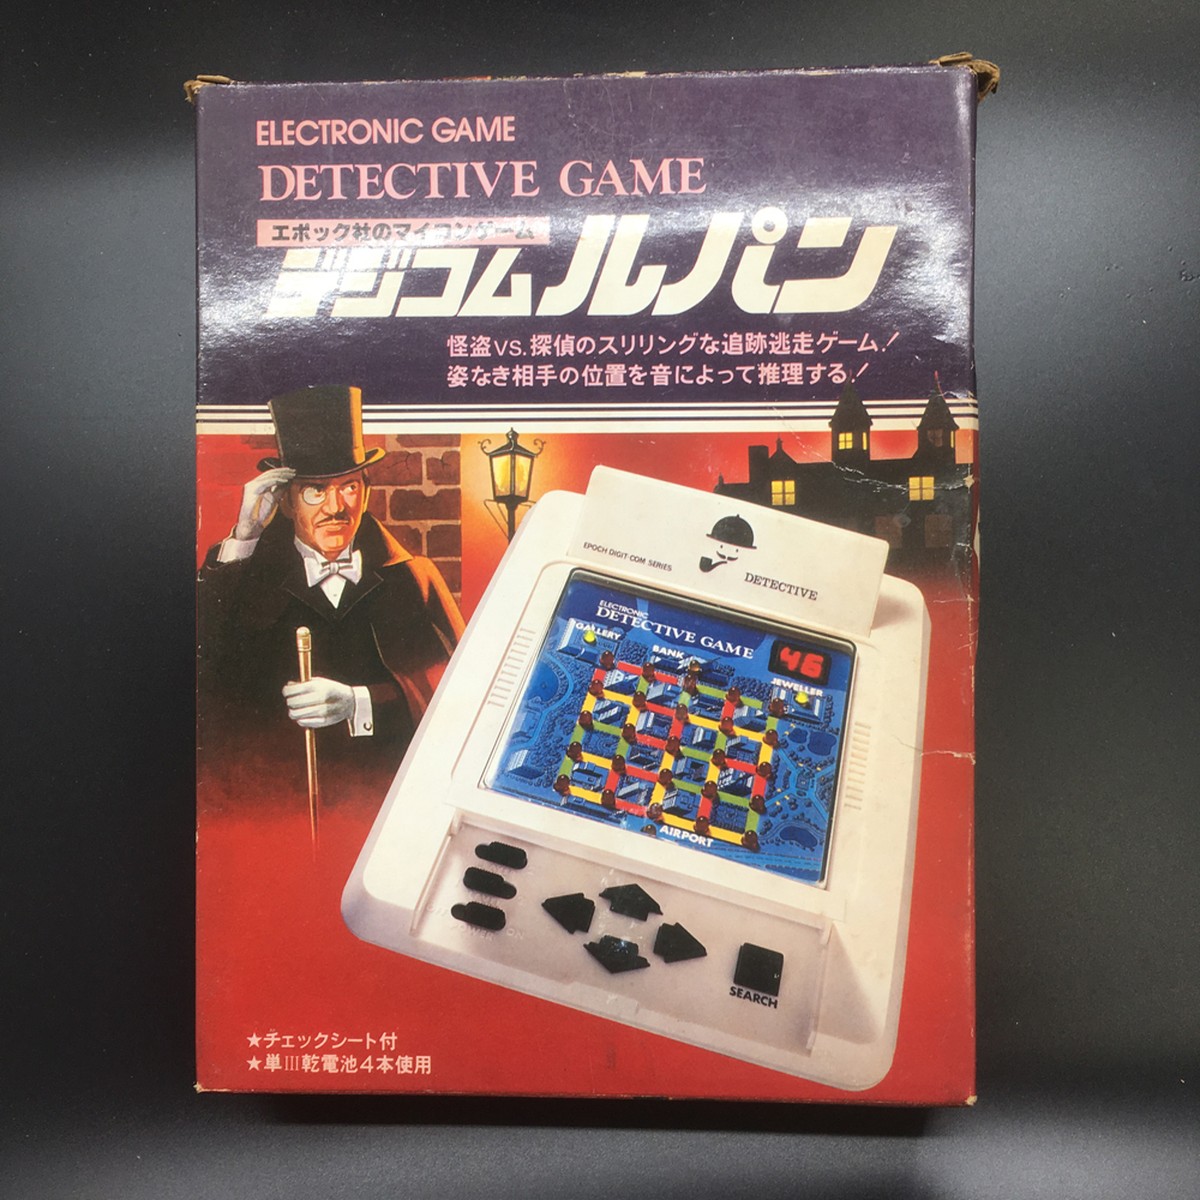 ELECTRONIC GAME
DETECTIVE GAME
エポック社のマイコンゲーム
デジコムルパン
怪盗VS.探偵のスリリングな追跡逃走ゲーム!
姿なき相手の位置を音によって推理する!
EPOCH DIGIT-COM SERIES
DETECTIVE
ELECTRONIC
DETECTIVE GAME
46
GALLERY
BANK
JEWELLER
AIRPORT
POWER
ON
SEARCH
★チェックシート付
★単III乾電池4本使用